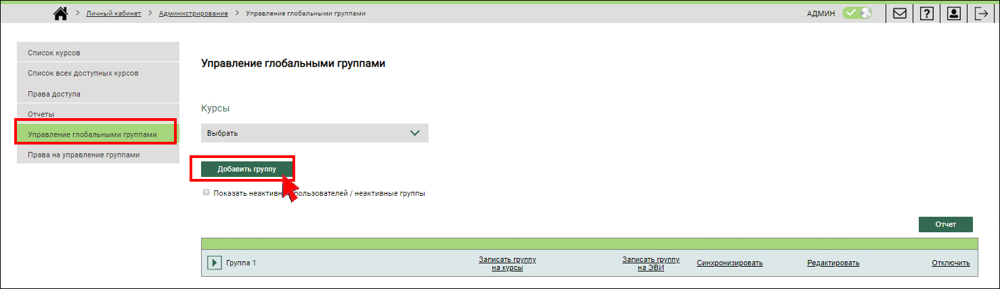 Личный кабинет > Администрирование > Управление глобальными группами
АДМИН
Список курсов
Список всех доступных курсов
Права доступа
Отчеты
Управление глобальными группами
Права на управление группами
Управление глобальными группами
Курсы
Выбрать
Добавить группу
Показать неактивн пользователей / неактивные группы
Отчет
Группа 1
Записать группу
на курсы
Записать группу
на ЭВИ
Синхронизировать
Редактировать
Отключить